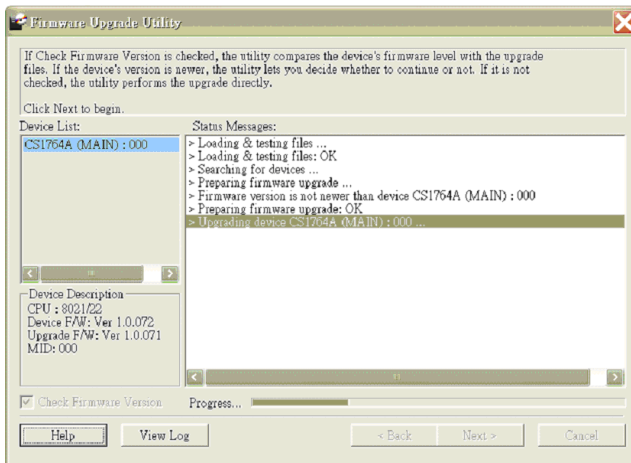 Firmware Upgrade Utility
If Check Firmware Version is checked, the utility compares the device's firmware level with the upgrade
files. If the device's version is newer, the utility lets you decide whether to continue or not. If it is not
checked, the utility performs the upgrade directly.
Click Next to begin.
Device List:
CS1764A (MAIN) : 000
Status Messages:
> Loading & testing files ...
> Loading & testing files: OK
> Searching for devices ...
> Preparing firmware upgrade ...
> Firmware version is not newer than device CS1764A (MAIN) : 000
> Preparing firmware upgrade: OK
> Upgrading device CS1764A (MAIN) : 000 ...
Device Description
CPU : 8021/22
Device F/W: Ver 1.0.072
Upgrade F/W: Ver 1.0.071
MID: 000
Check Firmware Version
Progress...
Help
View Log
< Back
Next >
Cancel